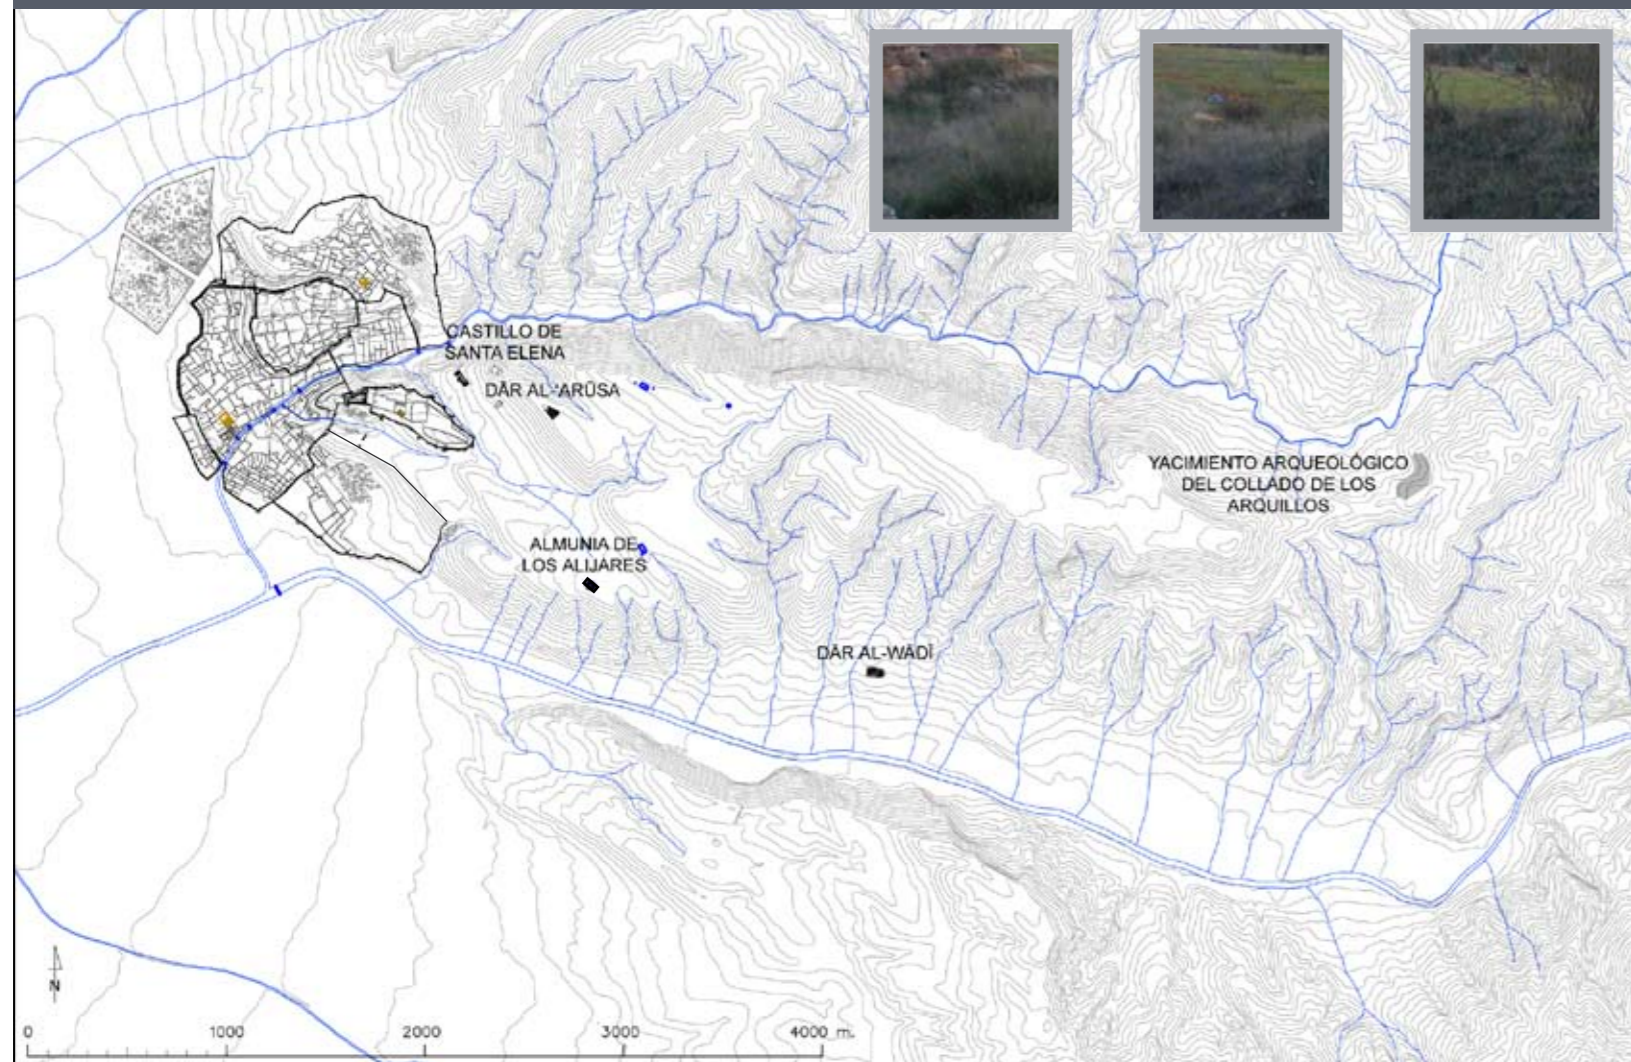 CASTILLO DE
SANTA ELENA
DĀR AL-'ARŪSA
YACIMIENTO ARQUEOLÓGICO
DEL COLLADO DE LOS
ARQUILLOS
ALMUNIA DE
LOS ALIJARES
DĀR AL-WĀDĪ
N
0 1000 2000 3000 4000 m.